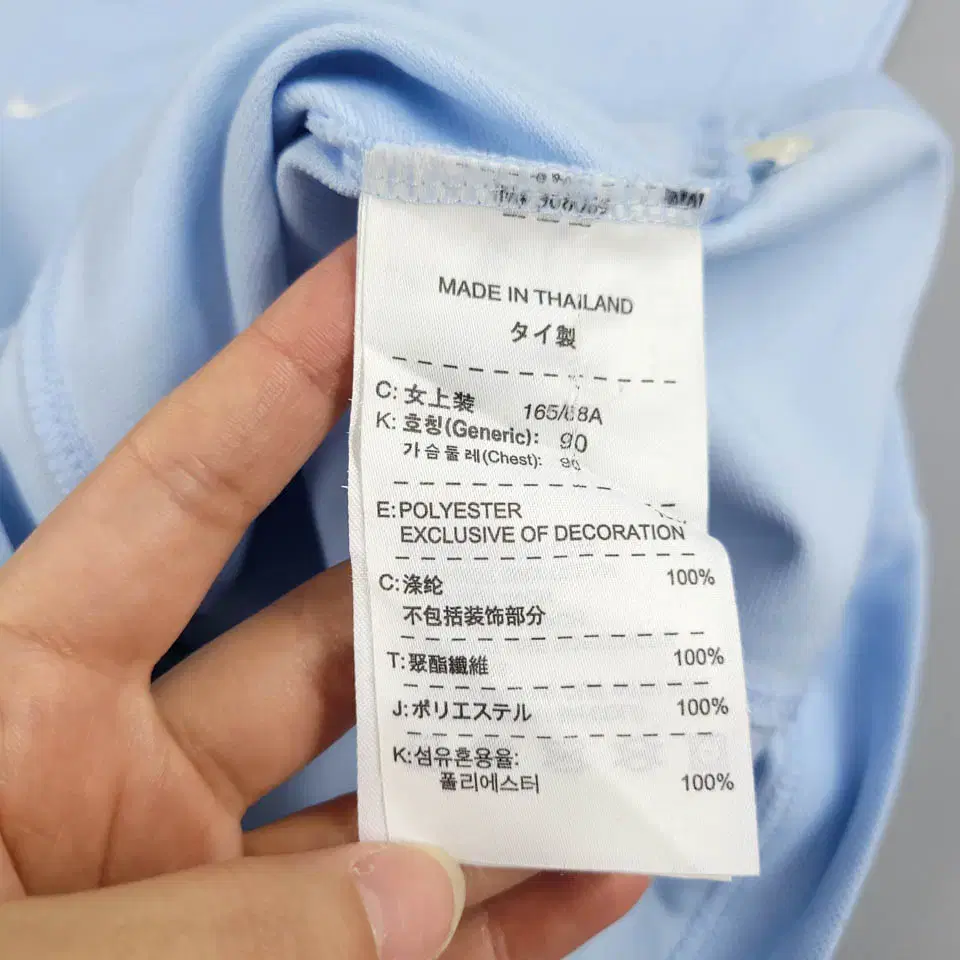 MADE IN THAILAND
タイ製
C: 女上装 165/88A
K: 호칭(Generic): 90
가슴둘레(Chest): 90
E: POLYESTER
EXCLUSIVE OF DECORATION
C: 涤纶 100%
不包括装饰部分
T: 聚酯纖維 100%
J: ポリエステル 100%
K: 섬유혼용율:
폴리에스터 100%